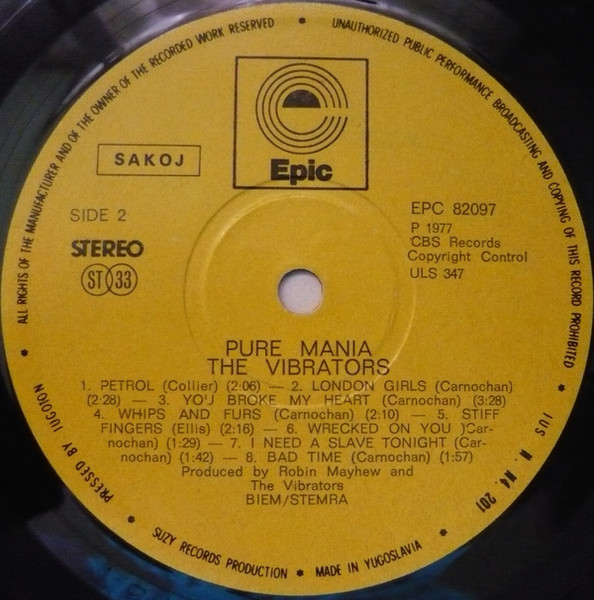 ALL RIGHTS OF THE MANUFACTURER AND OF THE OWNER OF THE RECORDED WORK RESERVED * UNAUTHORIZED PUBLIC PERFORMANCE BROADCASTING AND COPYING OF THIS RECORD PROHIBITED *
Epic
SAKOJ
SIDE 2
STEREO
ST 33
EPC 82097
P 1977
CBS Records
Copyright Control
ULS 347
PURE MANIA
THE VIBRATORS
1. PETROL (Collier) (2:06) — 2. LONDON GIRLS (Carnochan)
(2:28) — 3. YO'J BROKE MY HEART (Carnochan) (3:28)
4. WHIPS AND FURS (Carnochan) (2:10) — 5. STIFF
FINGERS (Ellis) (2:16) — 6. WRECKED ON YOU )Car-
nochan) (1:29) — 7. I NEED A SLAVE TONIGHT (Car-
nochan) (1:42) — 8. BAD TIME (Carnochan) (1:57)
Produced by Robin Mayhew and
The Vibrators
BIEM/STEMRA
* PRESSED BY JUGOTON * SUZY RECORDS PRODUCTION * MADE IN YUGOSLAVIA * JUS N. N4. 201